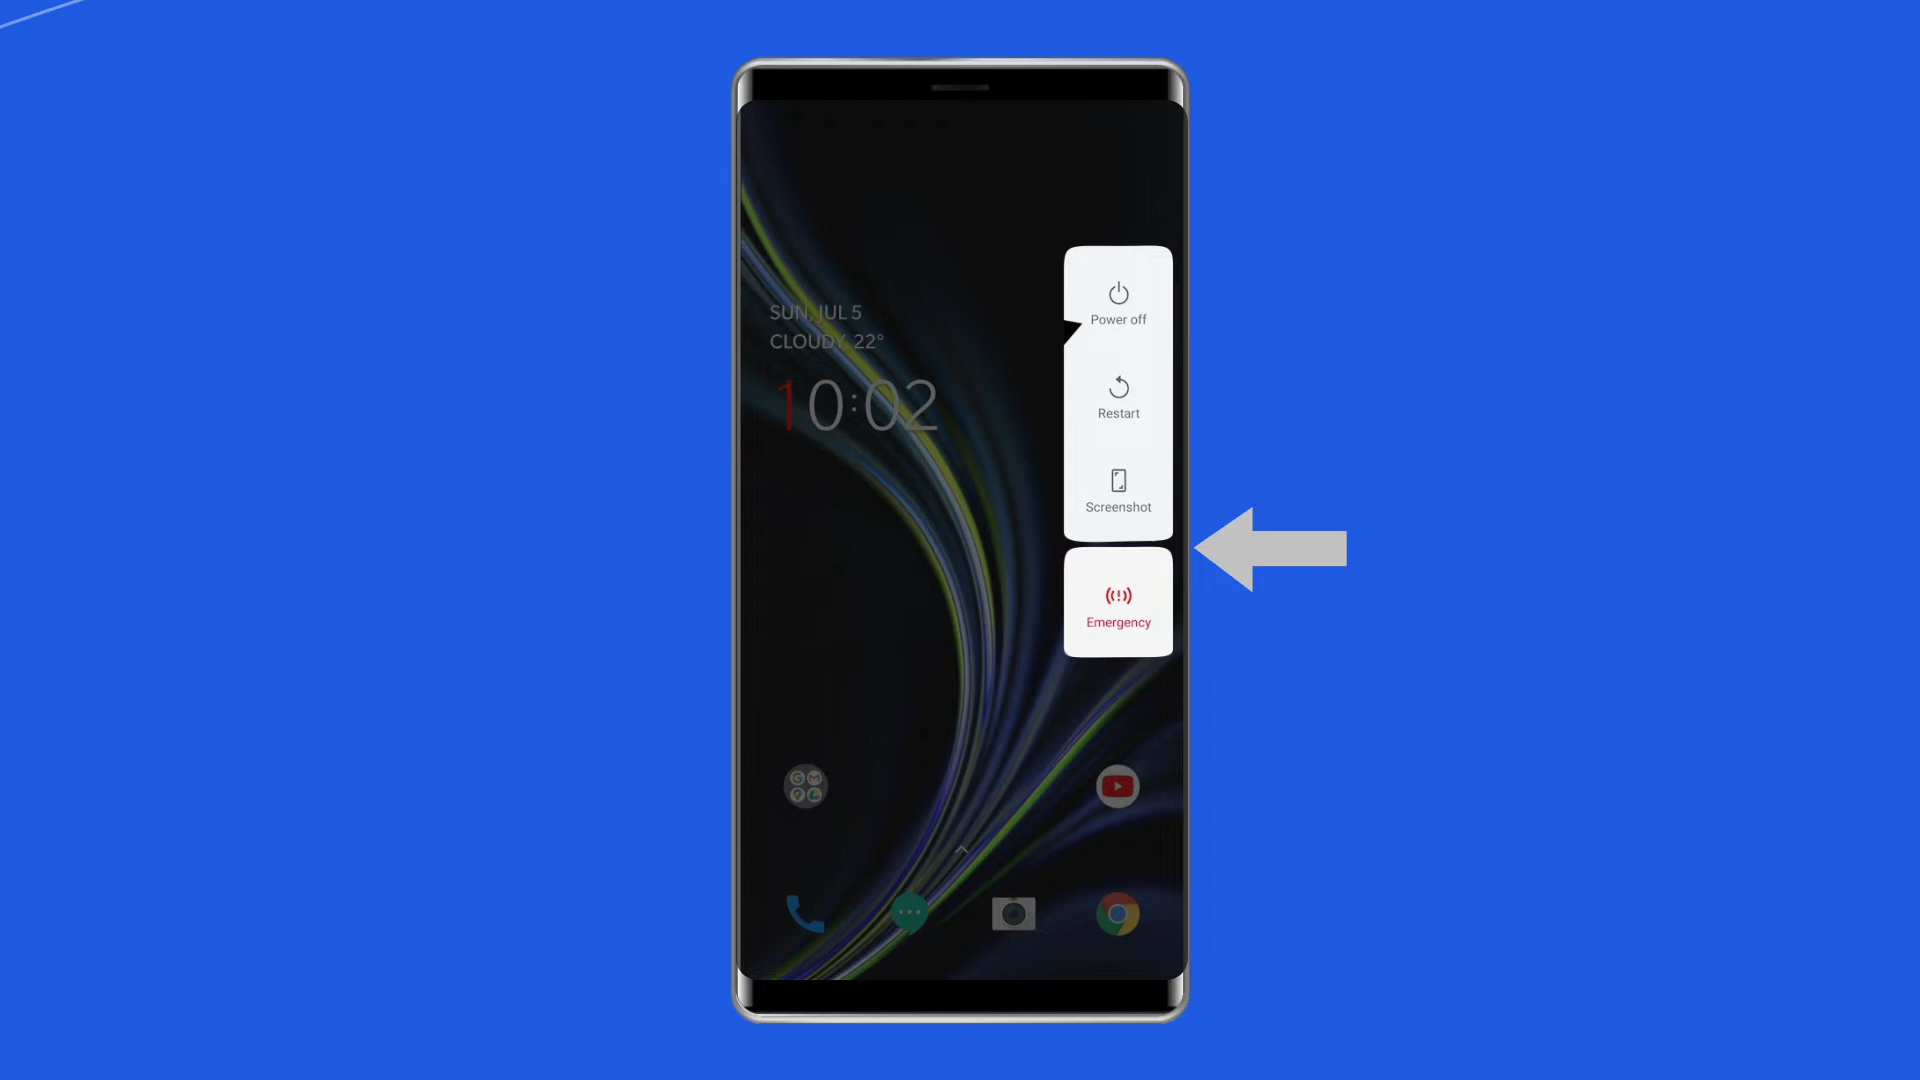 SUN, JUL 5
CLOUDY, 22°
10:02
Power off
Restart
Screenshot
Emergency